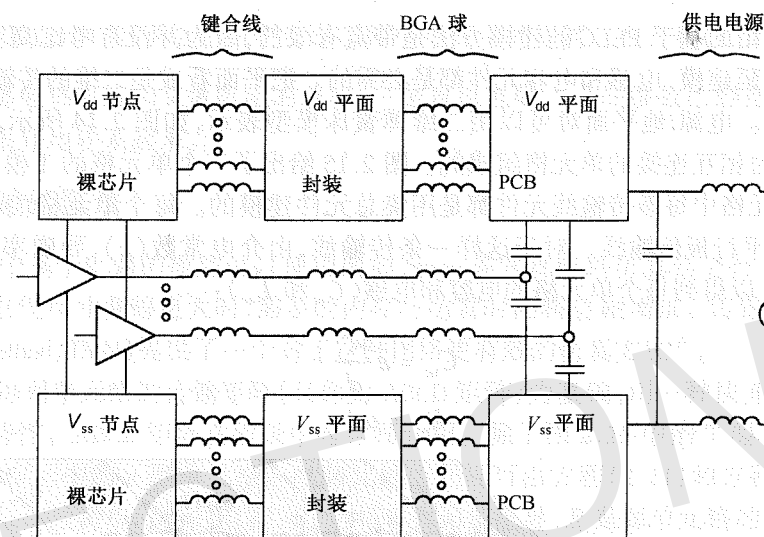 键合线 BGA 球 供电电源
Vdd 节点 Vdd 平面 Vdd 平面
裸芯片 封装 PCB
Vss 节点 Vss 平面 Vss 平面
裸芯片 封装 PCB
ECTION